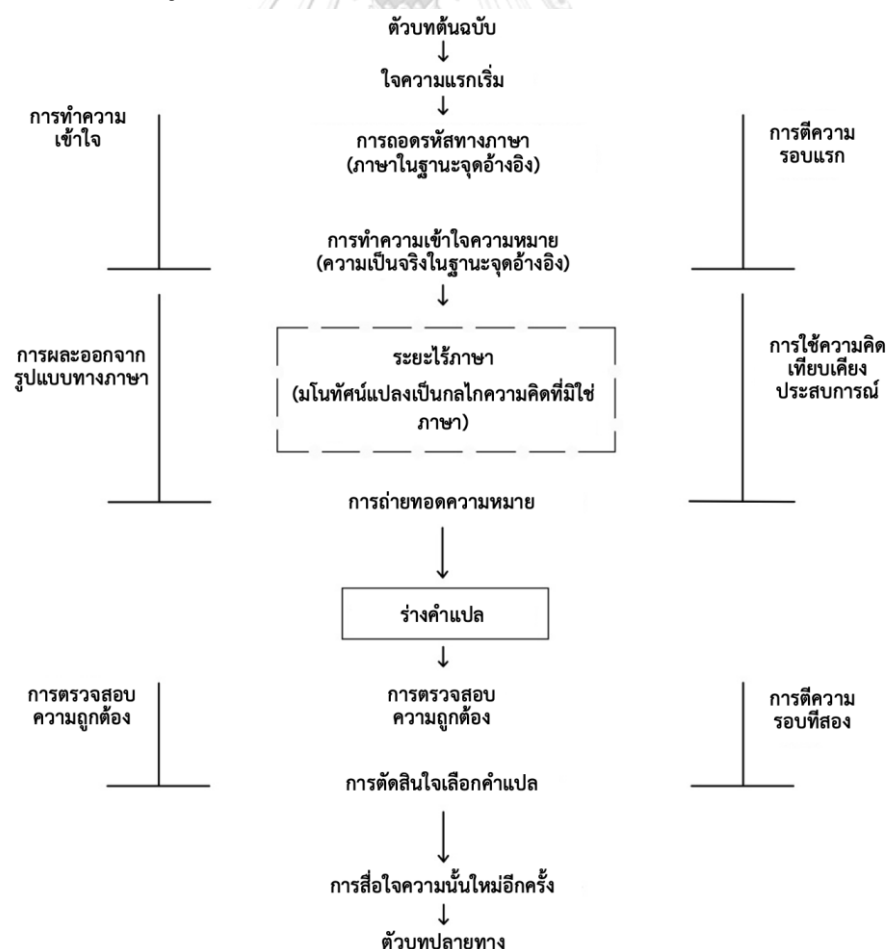 ตัวบทต้นฉบับ
ใจความแรกเริ่ม
การทำความ
เข้าใจ
การถอดรหัสทางภาษา
(ภาษาในฐานะจุดอ้างอิง)
การตีความ
รอบแรก
การทำความเข้าใจความหมาย
(ความเป็นจริงในฐานะจุดอ้างอิง)
การผละออกจาก
รูปแบบทางภาษา
ระยะไร้ภาษา
(มโนทัศน์แปลงเป็นกลไกความคิดที่มิใช่
ภาษา)
การใช้ความคิด
เทียบเคียง
ประสบการณ์
การถ่ายทอดความหมาย
ร่างคำแปล
การตรวจสอบ
ความถูกต้อง
การตรวจสอบ
ความถูกต้อง
การตีความ
รอบที่สอง
การตัดสินใจเลือกคำแปล
การสื่อใจความนั้นใหม่อีกครั้ง
ตัวบทปลายทาง